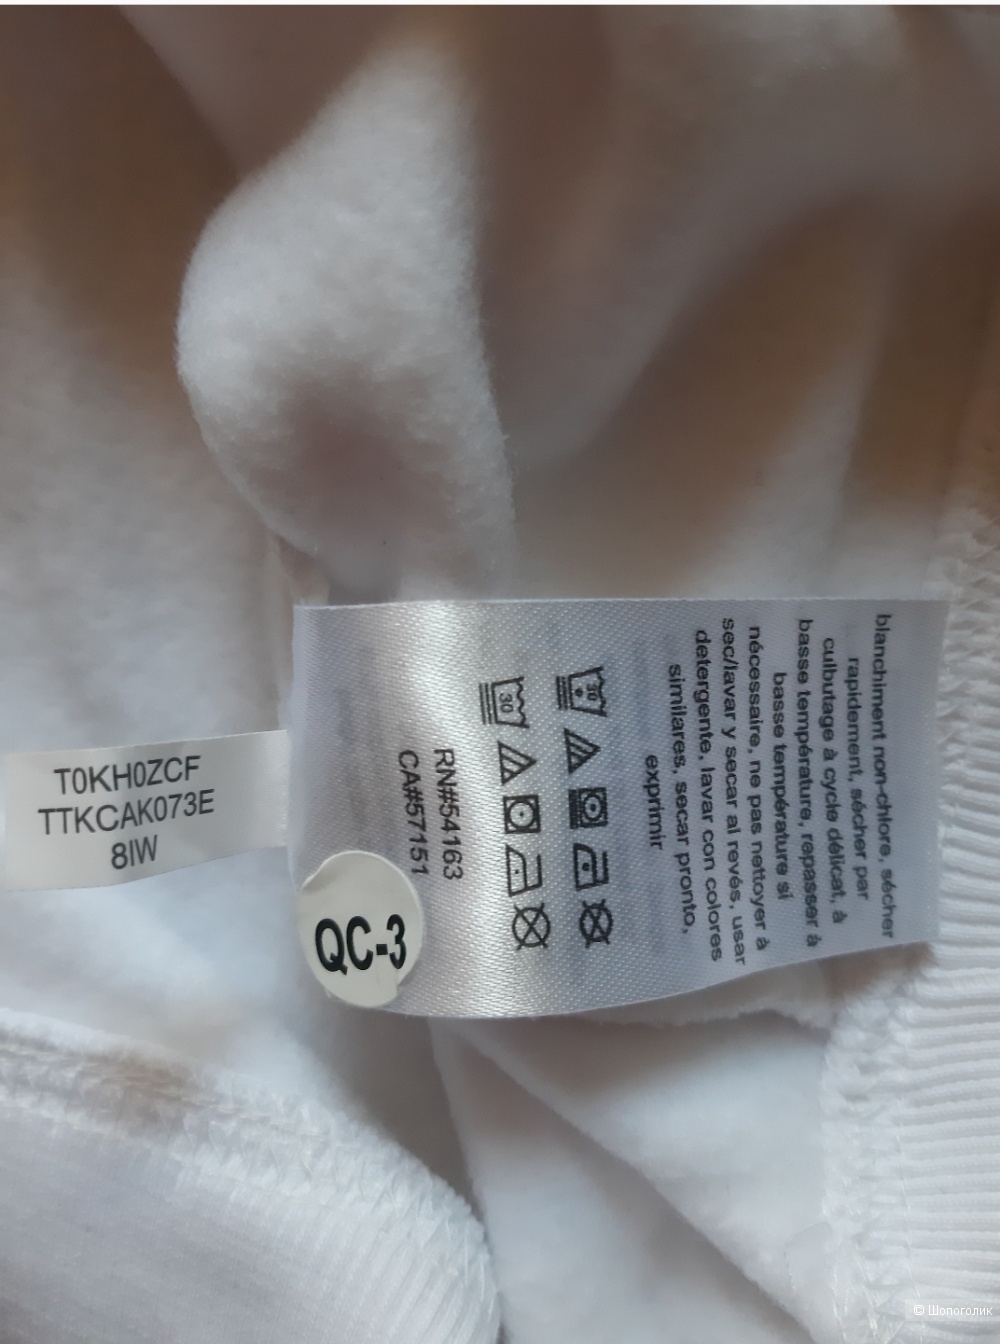 T0KH0ZCF
TTKCAK073E
8IW
blanchiment non-chlore, sécher
rapidement, sécher par
culbutage à cycle délicat, à
basse température, repasser à
basse température si
nécessaire, ne pas nettoyer à
sec/lavar y secar al revés, usar
detergente, lavar con colores
similares, secar pronto,
exprimir
30
30
RN#54163
CA#57151
QC-3
© Шопоголик